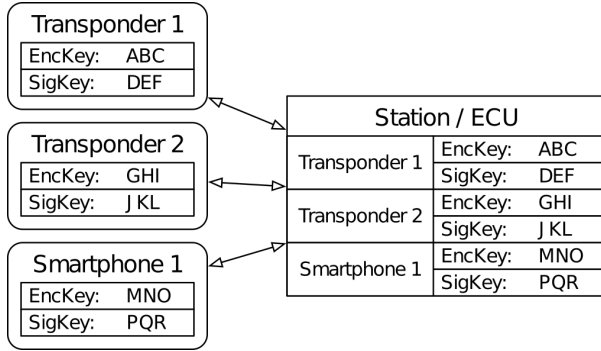 Transponder 1
EncKey: ABC
SigKey: DEF
Transponder 2
EncKey: GHI
SigKey: JKL
Smartphone 1
EncKey: MNO
SigKey: PQR
Station / ECU
Transponder 1
EncKey: ABC
SigKey: DEF
Transponder 2
EncKey: GHI
SigKey: JKL
Smartphone 1
EncKey: MNO
SigKey: PQR